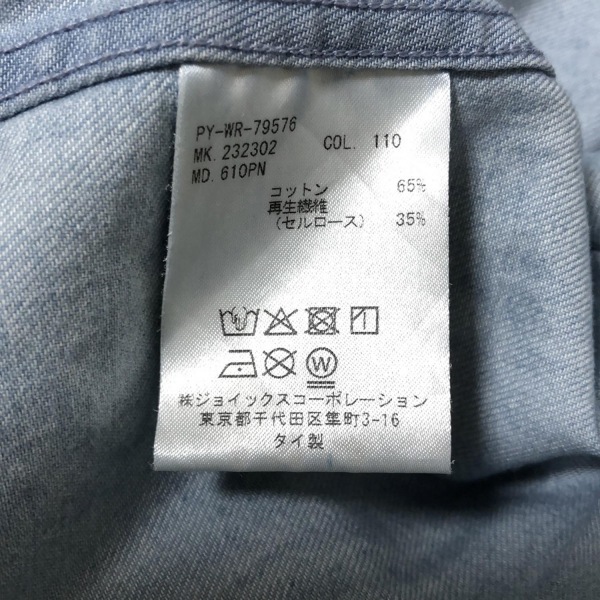 PY-WR-79576
MK. 232302 COL. 110
MD. 610PN
コットン 65%
再生繊維
(セルロース) 35%
W
㈱ジョイックスコーポレーション
東京都千代田区隼町3-16
タイ製